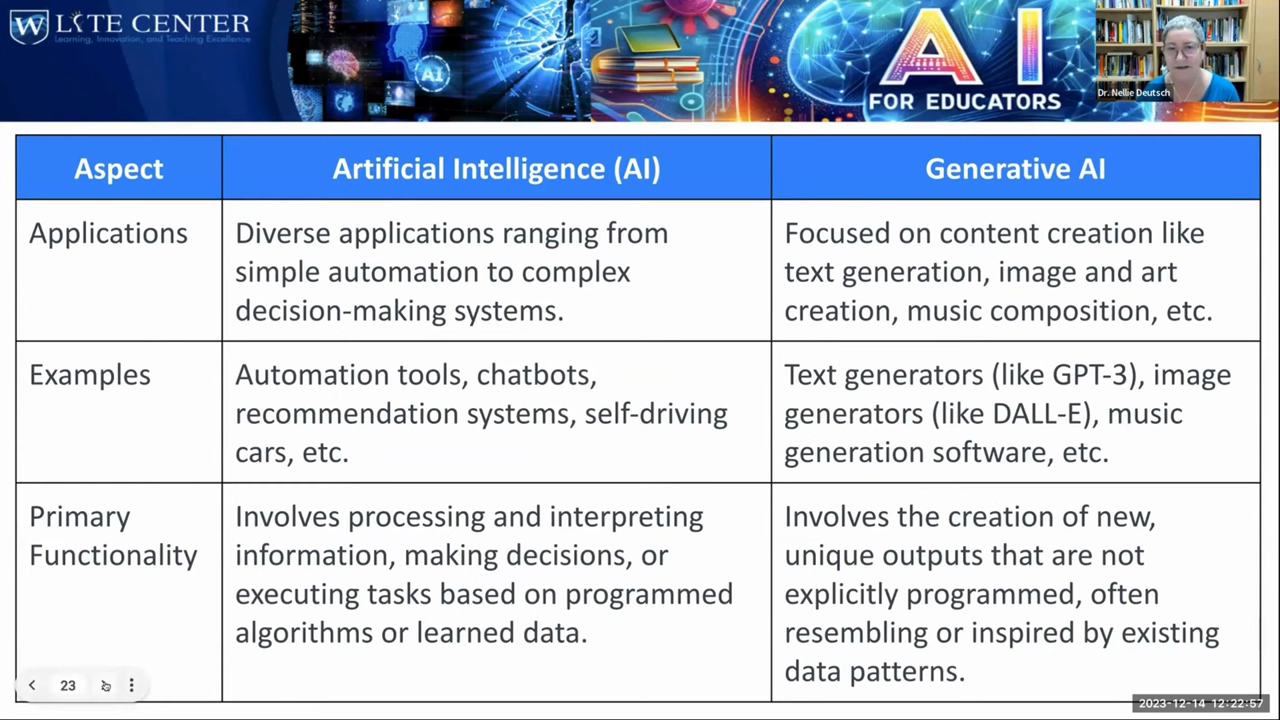 W LITE CENTER
Learning, Innovation, and Teaching Excellence
AI
AI
FOR EDUCATORS
Dr. Nellie Deutsch
Aspect
Artificial Intelligence (AI)
Generative AI
Applications
Diverse applications ranging from
simple automation to complex
decision-making systems.
Focused on content creation like
text generation, image and art
creation, music composition, etc.
Examples
Automation tools, chatbots,
recommendation systems, self-driving
cars, etc.
Text generators (like GPT-3), image
generators (like DALL-E), music
generation software, etc.
Primary
Functionality
Involves processing and interpreting
information, making decisions, or
executing tasks based on programmed
algorithms or learned data.
Involves the creation of new,
unique outputs that are not
explicitly programmed, often
resembling or inspired by existing
data patterns.
23
2023-12-14 12:22:57